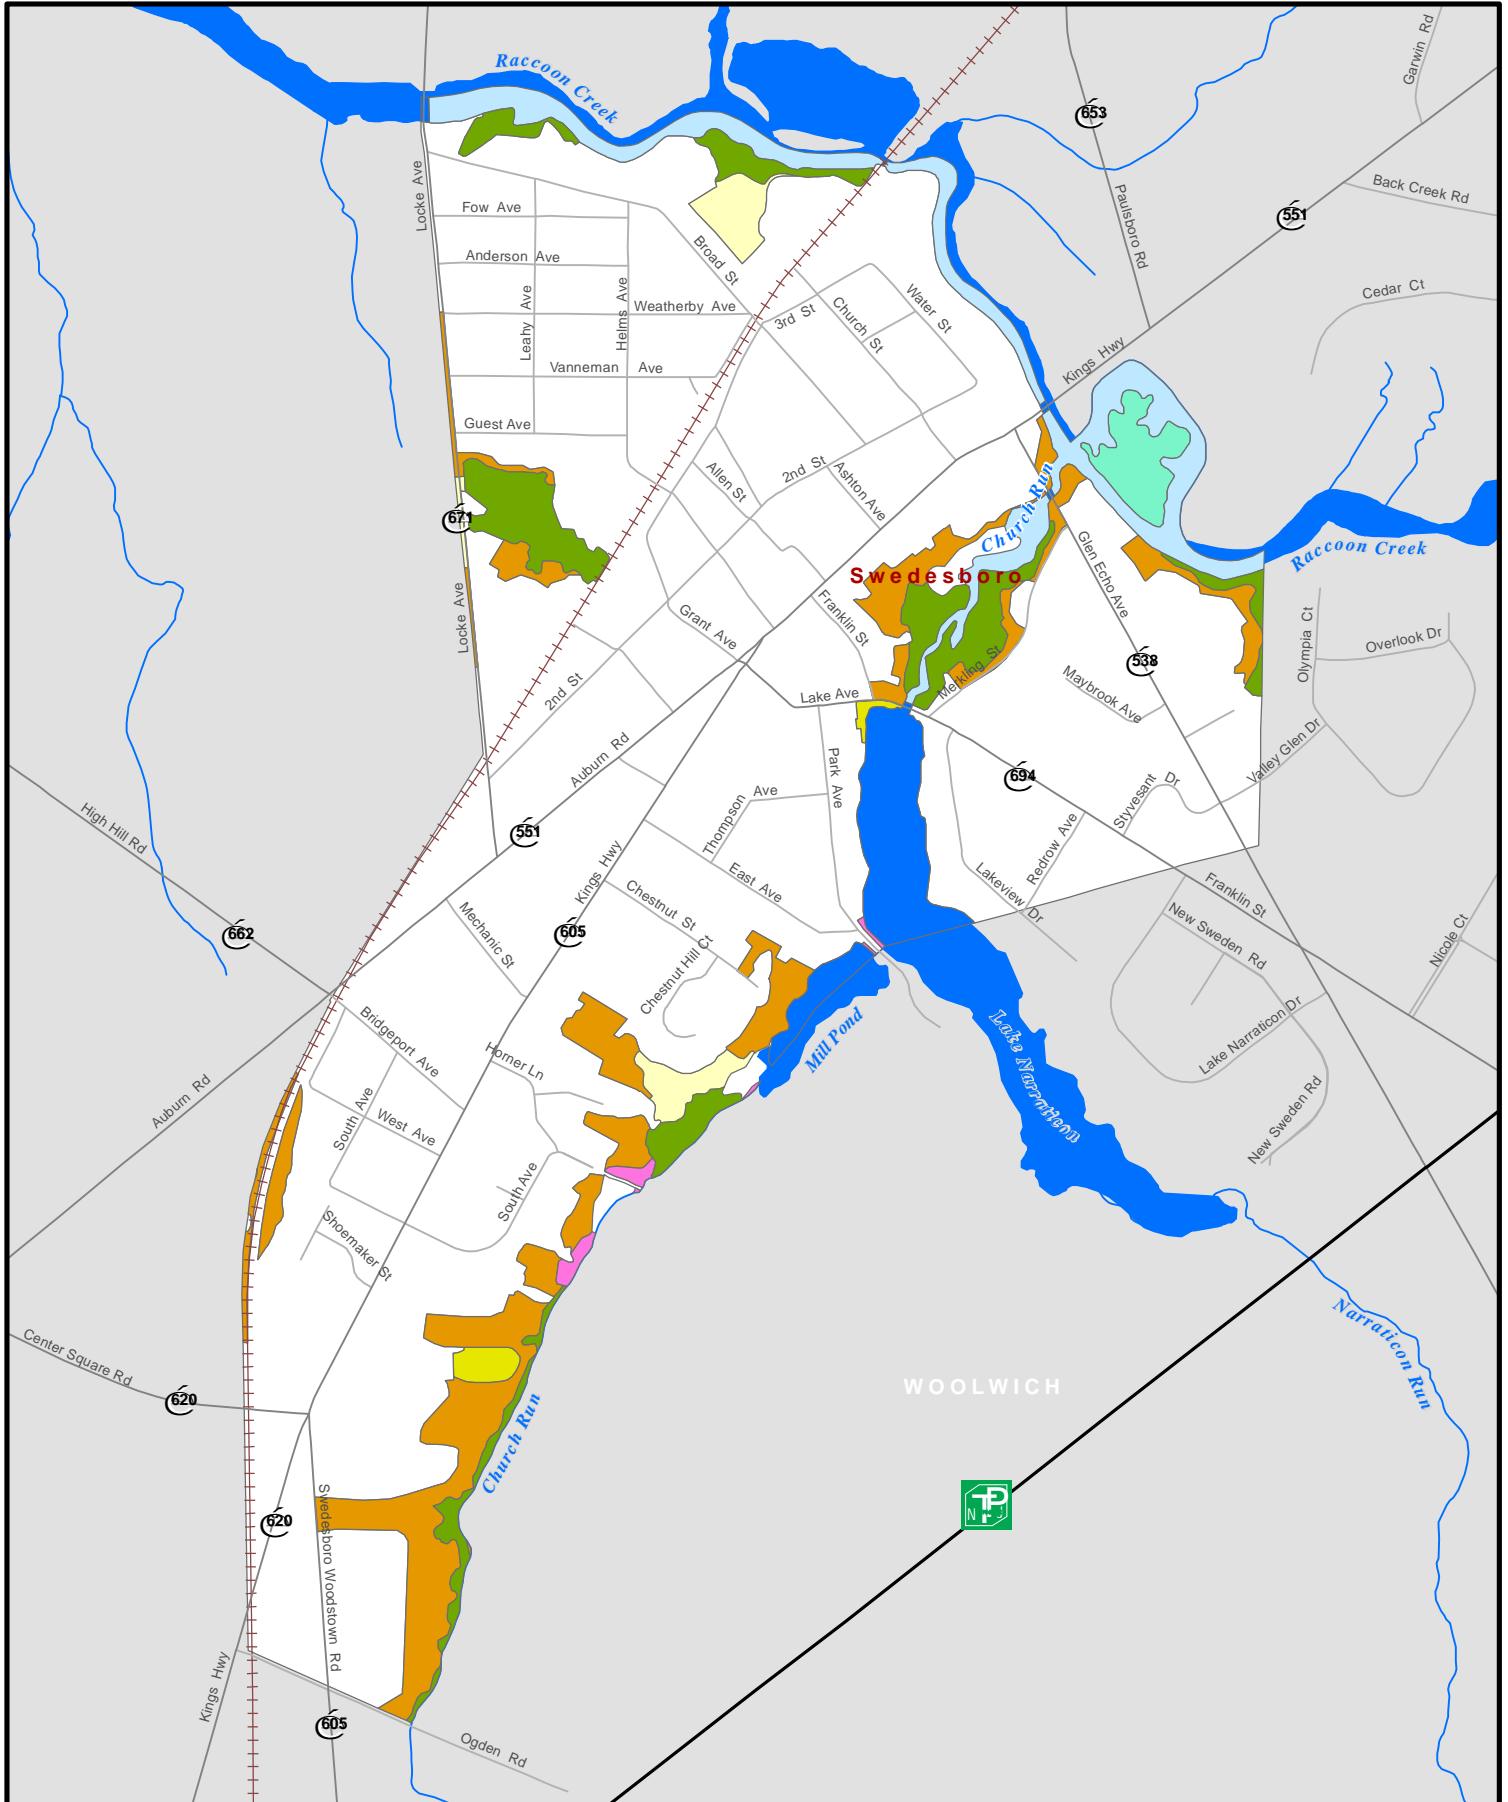 Raccoon Creek
Garwin Rd
653
Locke Ave
Fow Ave
Paulsboro Rd
Back Creek Rd
551
Broad St
Anderson Ave
Leahy Ave
Helms Ave
Weatherby Ave
3rd St
Church St
Water St
Cedar Ct
Kings Hwy
Vanneman Ave
Guest Ave
Allen St
2nd St
Ashton Ave
Church Run
671
Swedesboro
Glen Echo Ave
Raccoon Creek
Locke Ave
Grant Ave
Franklin St
Merkling St
538
Olympia Ct
Overlook Dr
2nd St
Lake Ave
Maybrook Ave
Auburn Rd
Park Ave
694
Valley Glen Dr
Styvesant Dr
High Hill Rd
551
Thompson Ave
Kings Hwy
East Ave
Redrow Ave
Lakeview Dr
Chestnut St
Franklin St
New Sweden Rd
Nicole Ct
662
Mechanic St
605
Chestnut Hill Ct
Mill Pond
Lake Narraticon
Lake Narraticon Dr
Bridgeport Ave
Horner Ln
Auburn Rd
South Ave
West Ave
New Sweden Rd
South Ave
Shoemaker St
Center Square Rd
620
Narraticon Run
WOOLWICH
Church Run
620
Swedesboro Woodstown Rd
NJTP
Kings Hwy
605
Ogden Rd